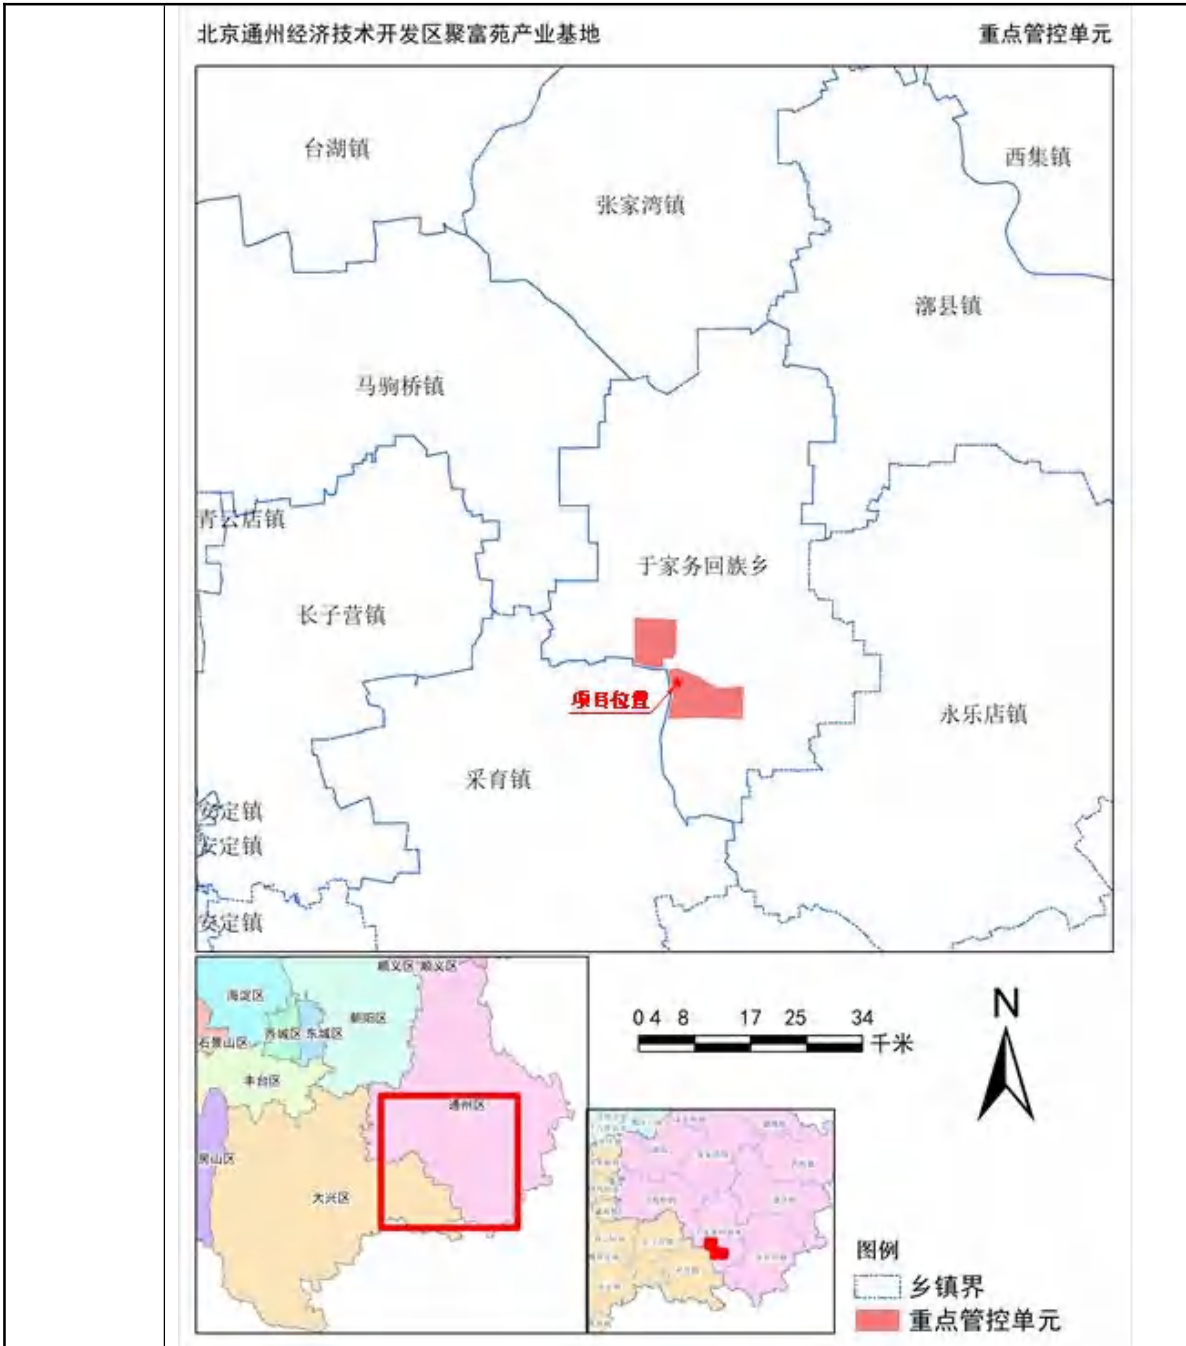 北京通州经济技术开发区聚富苑产业基地 重点管控单元
台湖镇
西集镇
张家湾镇
漷县镇
马驹桥镇
青云店镇
于家务回族乡
长子营镇
项目位置
永乐店镇
采育镇
安定镇
安定镇
安定镇
顺义区 顺义区
海淀区
朝阳区
西城区 东城区
石景山区
丰台区
通州区
房山区
大兴区
N
0 4 8 17 25 34
千米
图例
乡镇界
重点管控单元